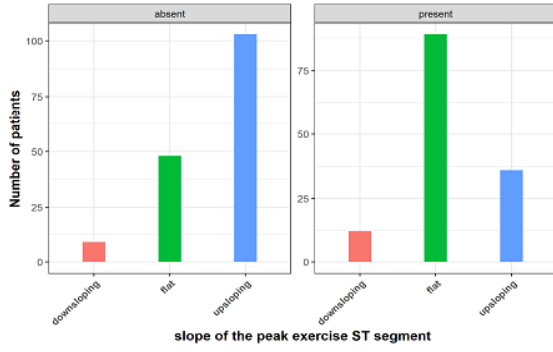 absent
present
Number of patients
100
75
50
25
0
75
50
25
0
downsloping
flat
upsloping
downsloping
flat
upsloping
slope of the peak exercise ST segment